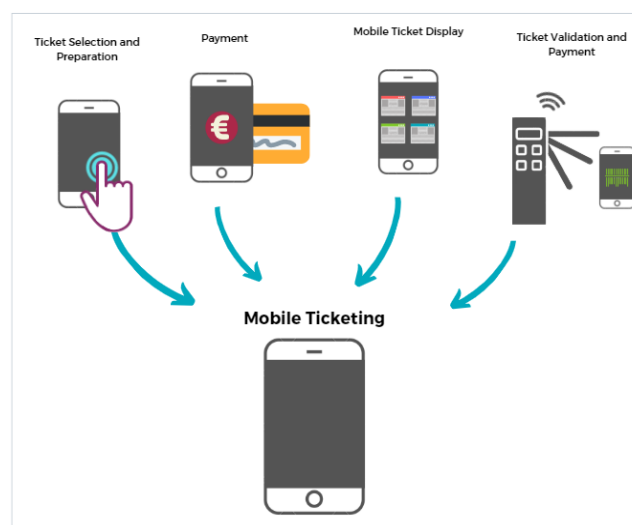 Ticket Selection and
Preparation
Payment
Mobile Ticket Display
Ticket Validation and
Payment
€
Mobile Ticketing